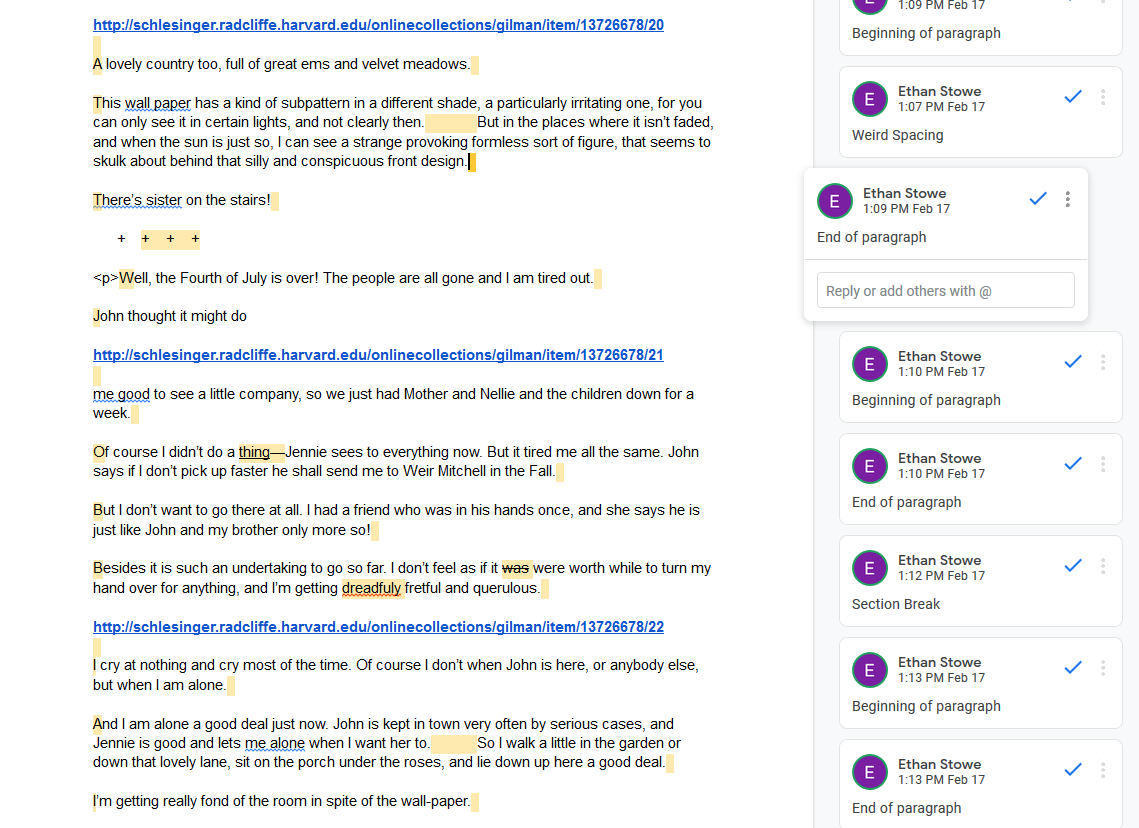 http://schlesinger.radcliffe.harvard.edu/onlinecollections/gilman/item/13726678/20
A lovely country too, full of great ems and velvet meadows.
This wall paper has a kind of subpattern in a different shade, a particularly irritating one, for you
can only see it in certain lights, and not clearly then. But in the places where it isn't faded,
and when the sun is just so, I can see a strange provoking formless sort of figure, that seems to
skulk about behind that silly and conspicuous front design.
There's sister on the stairs!
+ + + +
<p>Well, the Fourth of July is over! The people are all gone and I am tired out.
John thought it might do
http://schlesinger.radcliffe.harvard.edu/onlinecollections/gilman/item/13726678/21
me good to see a little company, so we just had Mother and Nellie and the children down for a
week.
Of course I didn't do a thing—Jennie sees to everything now. But it tired me all the same. John
says if I don't pick up faster he shall send me to Weir Mitchell in the Fall.
But I don't want to go there at all. I had a friend who was in his hands once, and she says he is
just like John and my brother only more so!
Besides it is such an undertaking to go so far. I don't feel as if it was were worth while to turn my
hand over for anything, and I'm getting dreadfuly fretful and querulous.
http://schlesinger.radcliffe.harvard.edu/onlinecollections/gilman/item/13726678/22
I cry at nothing and cry most of the time. Of course I don't when John is here, or anybody else,
but when I am alone.
And I am alone a good deal just now. John is kept in town very often by serious cases, and
Jennie is good and lets me alone when I want her to. So I walk a little in the garden or
down that lovely lane, sit on the porch under the roses, and lie down up here a good deal.
I'm getting really fond of the room in spite of the wall-paper.
1:09 PM Feb 17
Beginning of paragraph
E
Ethan Stowe
1:07 PM Feb 17
Weird Spacing
E
Ethan Stowe
1:09 PM Feb 17
End of paragraph
Reply or add others with @
E
Ethan Stowe
1:10 PM Feb 17
Beginning of paragraph
E
Ethan Stowe
1:10 PM Feb 17
End of paragraph
E
Ethan Stowe
1:12 PM Feb 17
Section Break
E
Ethan Stowe
1:13 PM Feb 17
Beginning of paragraph
E
Ethan Stowe
1:13 PM Feb 17
End of paragraph